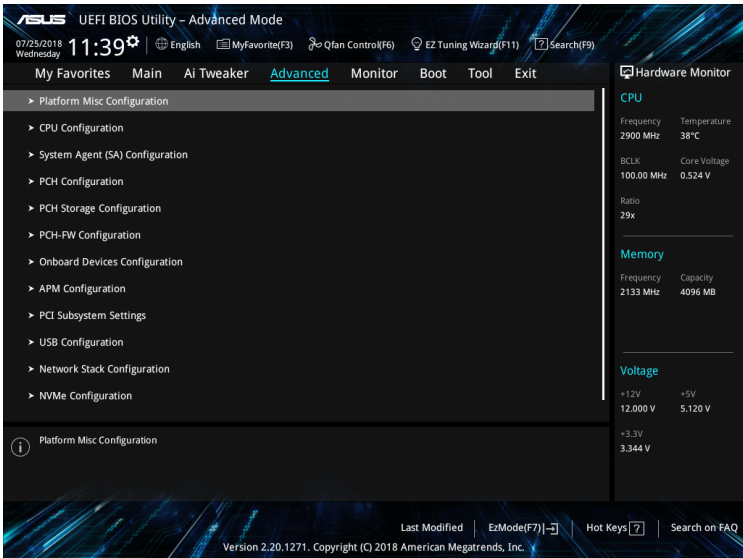 ASUS UEFI BIOS Utility – Advanced Mode
07/25/2018 Wednesday 11:39 English MyFavorite(F3) Qfan Control(F6) EZ Tuning Wizard(F11) ? Search(F9)
My Favorites Main Ai Tweaker Advanced Monitor Boot Tool Exit
> Platform Misc Configuration
> CPU Configuration
> System Agent (SA) Configuration
> PCH Configuration
> PCH Storage Configuration
> PCH-FW Configuration
> Onboard Devices Configuration
> APM Configuration
> PCI Subsystem Settings
> USB Configuration
> Network Stack Configuration
> NVMe Configuration
i Platform Misc Configuration
Hardware Monitor
CPU
Frequency Temperature
2900 MHz 38°C
BCLK Core Voltage
100.00 MHz 0.524 V
Ratio
29x
Memory
Frequency Capacity
2133 MHz 4096 MB
Voltage
+12V +5V
12.000 V 5.120 V
+3.3V
3.344 V
Last Modified EzMode(F7) Hot Keys ? Search on FAQ
Version 2.20.1271. Copyright (C) 2018 American Megatrends, Inc.